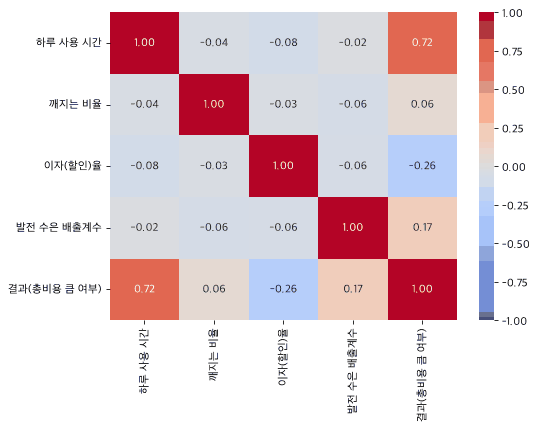 하루 사용 시간 1.00 -0.04 -0.08 -0.02 0.72
깨지는 비율 -0.04 1.00 -0.03 -0.06 0.06
이자(할인)율 -0.08 -0.03 1.00 -0.06 -0.26
발전 수은 배출계수 -0.02 -0.06 -0.06 1.00 0.17
결과(총비용 큼 여부) 0.72 0.06 -0.26 0.17 1.00
하루 사용 시간
깨지는 비율
이자(할인)율
발전 수은 배출계수
결과(총비용 큼 여부)
1.00
0.75
0.50
0.25
0.00
-0.25
-0.50
-0.75
-1.00